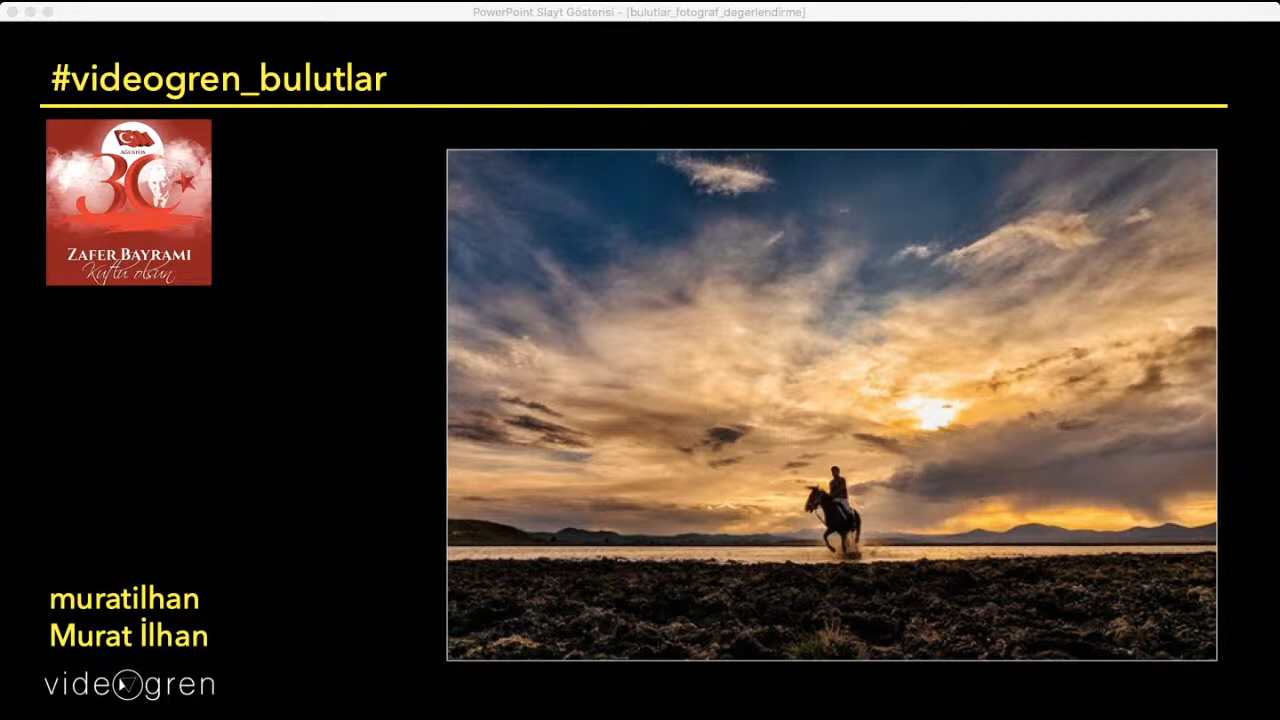 PowerPoint Slayt Gösterisi - [bulutlar_fotograf_degerlendirme]
#videogren_bulutlar
AĞUSTOS
30
ZAFER BAYRAMI
Kutlu olsun
muratilhan
Murat İlhan
videogren